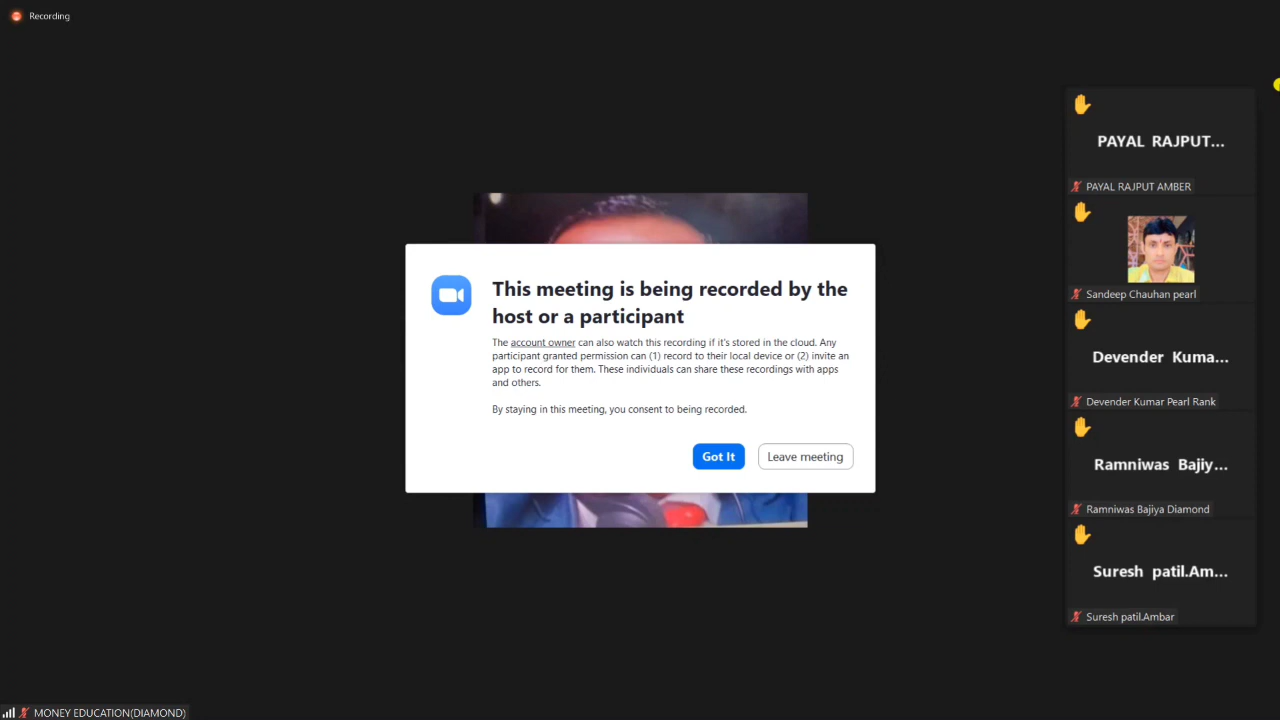 Recording
This meeting is being recorded by the
host or a participant
The account owner can also watch this recording if it's stored in the cloud. Any
participant granted permission can (1) record to their local device or (2) invite an
app to record for them. These individuals can share these recordings with apps
and others.
By staying in this meeting, you consent to being recorded.
Got It
Leave meeting
PAYAL RAJPUT...
PAYAL RAJPUT AMBER
Sandeep Chauhan pearl
Devender Kuma...
Devender Kumar Pearl Rank
Ramniwas Bajiy...
Ramniwas Bajiya Diamond
Suresh patil.Am...
Suresh patil.Ambar
MONEY EDUCATION(DIAMOND)